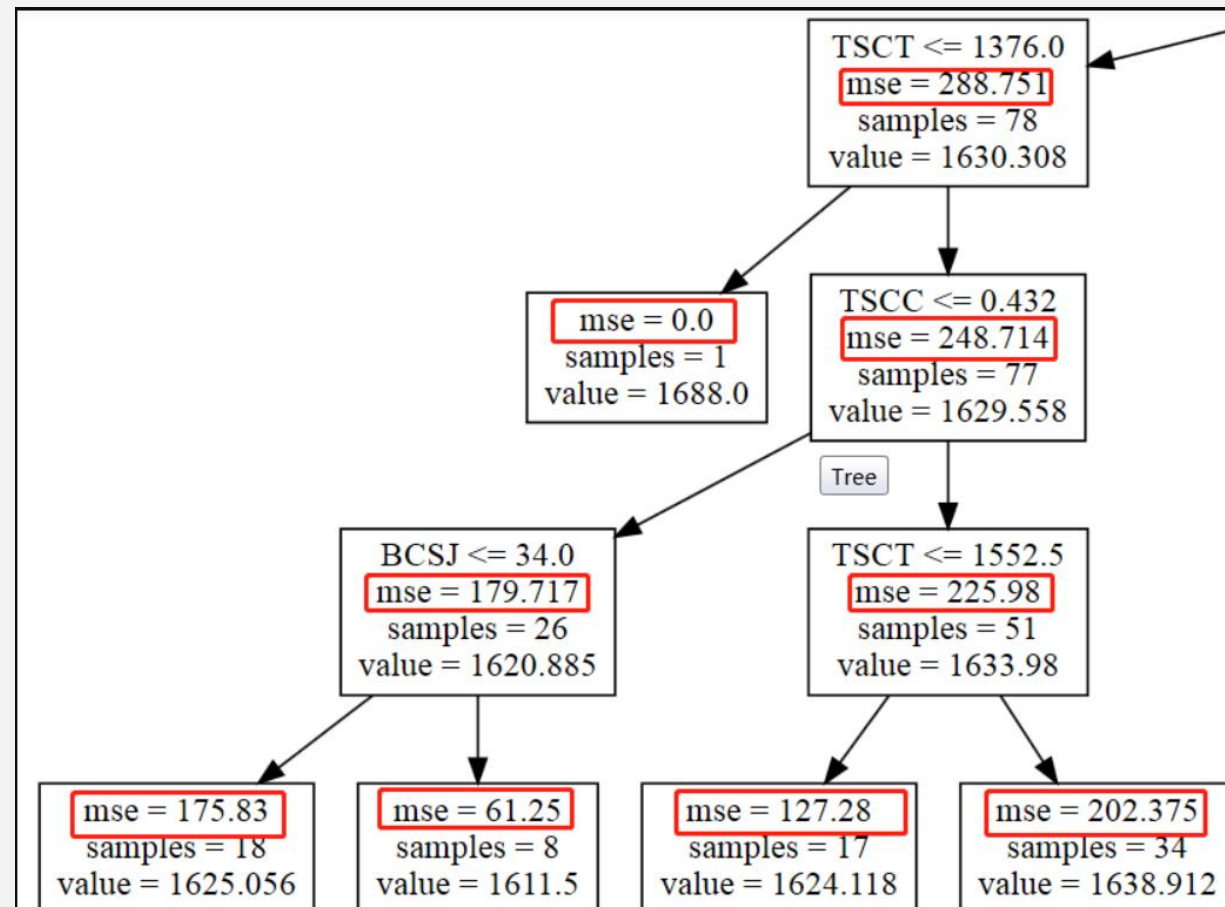 TSCT <= 1376.0
mse = 288.751
samples = 78
value = 1630.308
mse = 0.0
samples = 1
value = 1688.0
TSCC <= 0.432
mse = 248.714
samples = 77
value = 1629.558
Tree
BCSJ <= 34.0
mse = 179.717
samples = 26
value = 1620.885
TSCT <= 1552.5
mse = 225.98
samples = 51
value = 1633.98
mse = 175.83
samples = 18
value = 1625.056
mse = 61.25
samples = 8
value = 1611.5
mse = 127.28
samples = 17
value = 1624.118
mse = 202.375
samples = 34
value = 1638.912